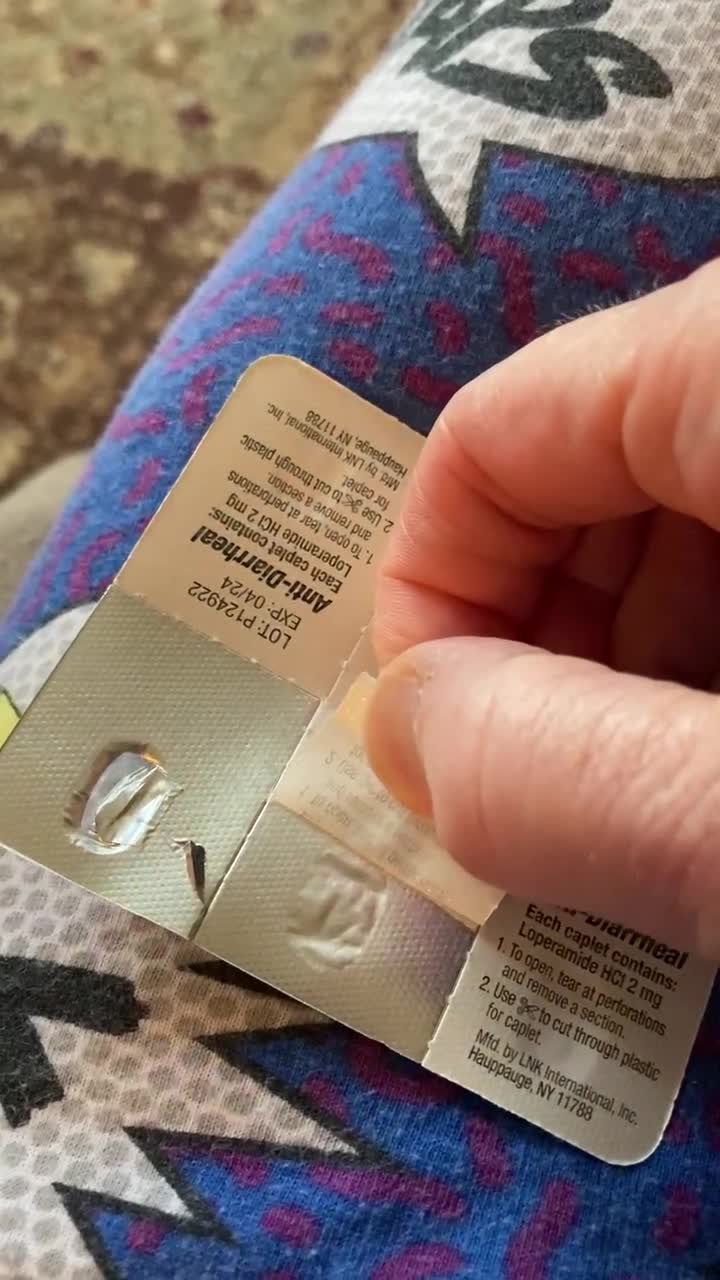 LOT: P124922
EXP: 04/24
Anti-Diarrheal
Each caplet contains:
Loperamide HCl 2 mg
1. To open, tear at perforations
and remove a section.
2. Use to cut through plastic
for caplet.
Mfd. by LNK International, Inc.
Hauppauge, NY 11788
Diarrheal
Each caplet contains:
Loperamide HCl 2 mg
1. To open, tear at perforations
and remove a section.
2. Use to cut through plastic
for caplet.
Mfd. by LNK International, Inc.
Hauppauge, NY 11788